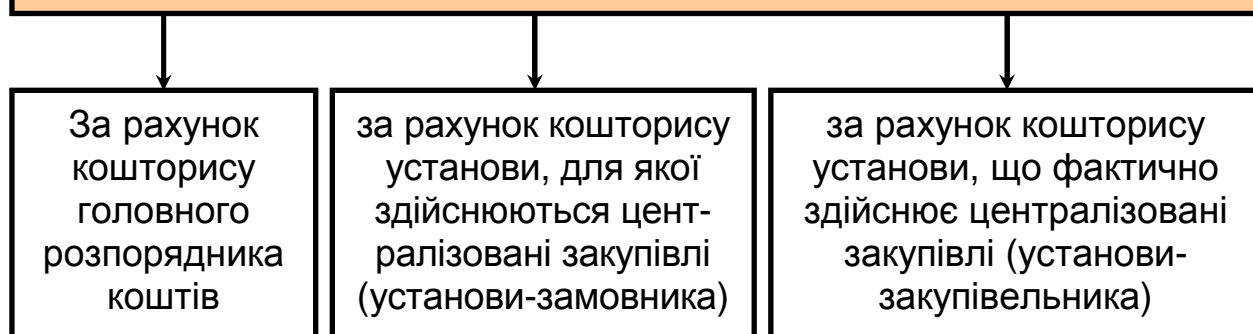 За рахунок
кошторису
головного
розпорядника
коштів
за рахунок кошторису
установи, для якої
здійснюються цент-
ралізовані закупівлі
(установи-замовника)
за рахунок кошторису
установи, що фактично
здійснює централізовані
закупівлі (установи-
закупівельника)